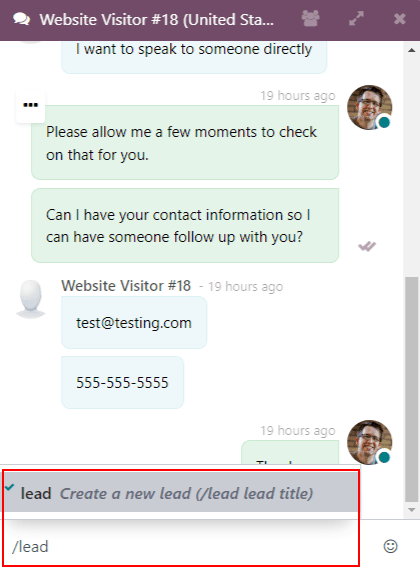 Website Visitor #18 (United Sta...
I want to speak to someone directly
19 hours ago
Please allow me a few moments to check
on that for you.
Can I have your contact information so I
can have someone follow up with you?
Website Visitor #18 - 19 hours ago
test@testing.com
555-555-5555
19 hours ago
lead Create a new lead (/lead lead title)
/lead